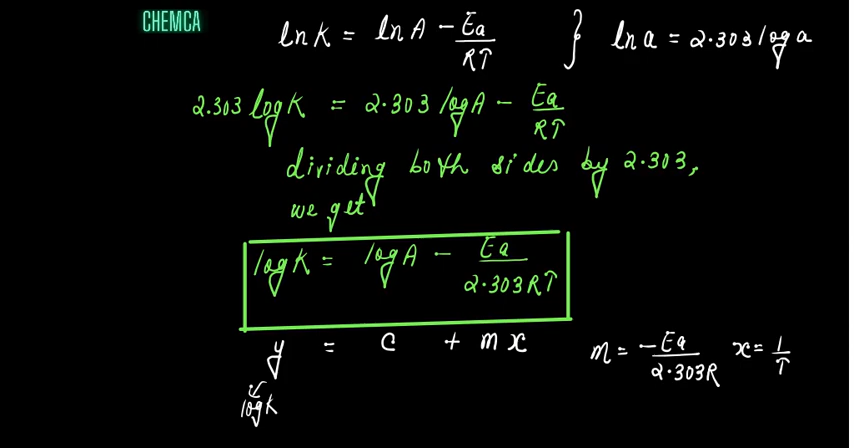 CHEMCA
ln K = ln A - Ea/RT } ln a = 2.303 log a
2.303 log K = 2.303 log A - Ea/RT
dividing both sides by 2.303,
we get
log K = log A - Ea/2.303RT
y = c + mx
m = -Ea/2.303R x = 1/T
log K